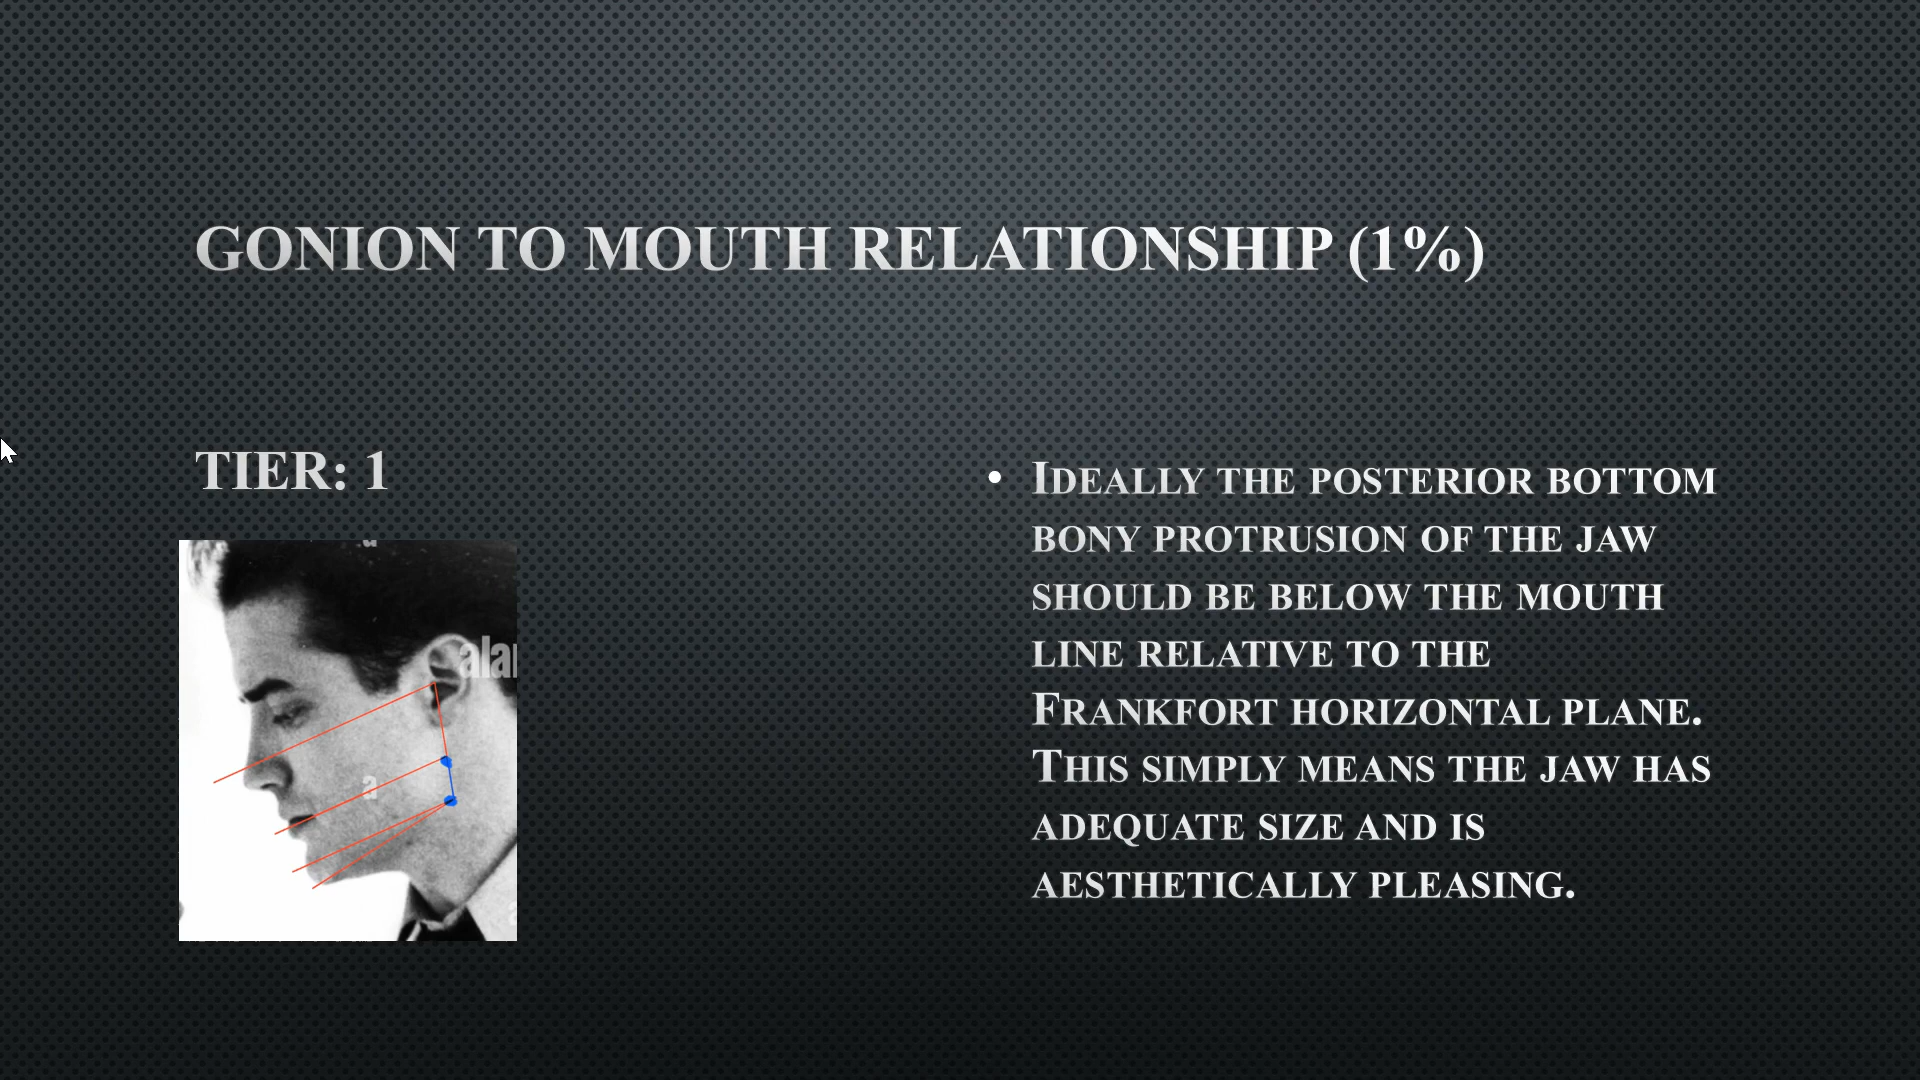 GONION TO MOUTH RELATIONSHIP (1%)
TIER: 1
a
alar
a
• IDEALLY THE POSTERIOR BOTTOM
BONY PROTRUSION OF THE JAW
SHOULD BE BELOW THE MOUTH
LINE RELATIVE TO THE
FRANKFORT HORIZONTAL PLANE.
THIS SIMPLY MEANS THE JAW HAS
ADEQUATE SIZE AND IS
AESTHETICALLY PLEASING.